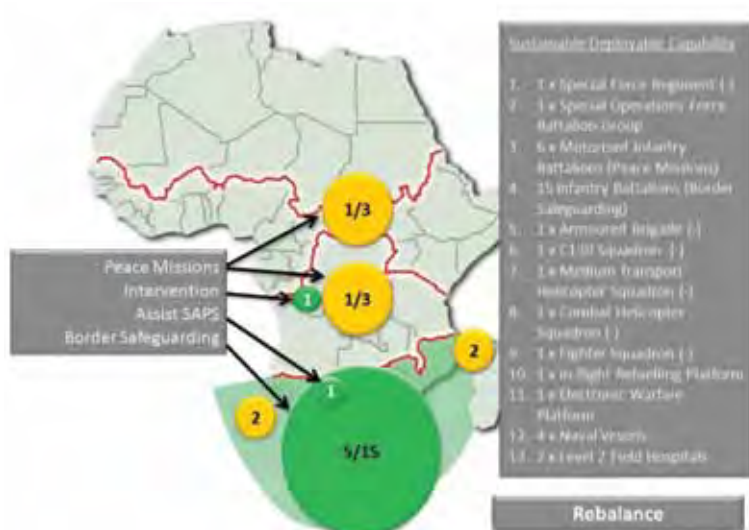 Sustainable Deployable Capability
1. 1 x Special Force Regiment (-)
2. 1 x Special Operations Force
Battalion Group
3. 6 x Motorised Infantry
Battalions (Peace Missions)
4. 15 Infantry Battalions (Border
Safeguarding)
5. 1 x Armoured Brigade (-)
6. 1 x Squadron (-)
7. 1 x Medium Transport
Helicopter Squadron (-)
8. 1 x Combat Helicopter
Squadron (-)
9. 1 x Fighter Squadron (-)
10. 1 x In-flight Refuelling Platform
11. 1 x Electronic Warfare
Platform
12. 4 x Naval Vessels
13. 2 x Level 2 Field Hospitals
1/3
Peace Missions
Intervention
Assist SAPS
Border Safeguarding
1
1/3
2
1
2
5/15
Rebalance